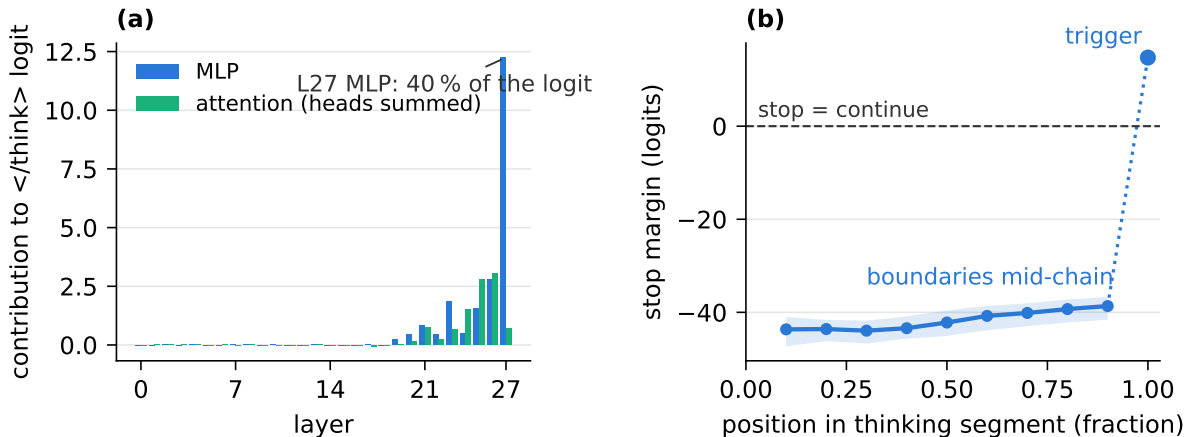 (a)
contribution to </think> logit
12.5
10.0
7.5
5.0
2.5
0.0
MLP
attention (heads summed)
L27 MLP: 40 % of the logit
0 7 14 21 27
layer
(b)
stop margin (logits)
0
−20
−40
trigger
stop = continue
boundaries mid-chain
0.00 0.25 0.50 0.75 1.00
position in thinking segment (fraction)